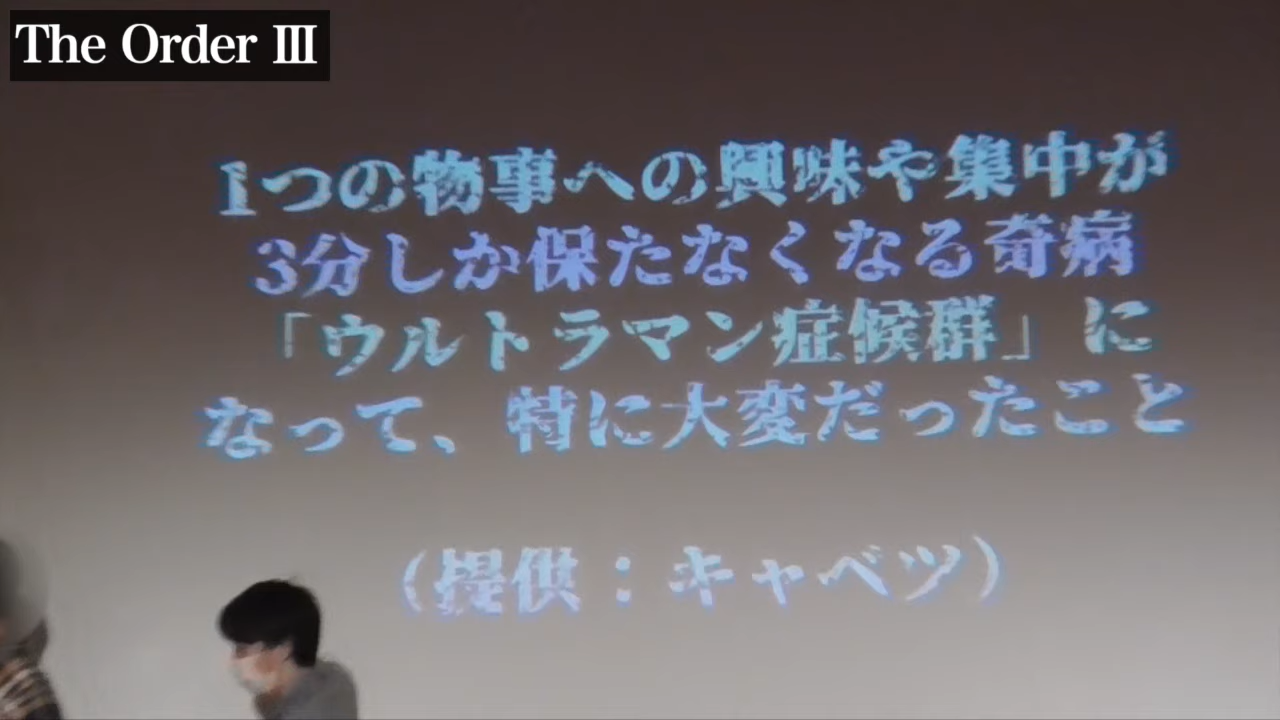 The Order Ⅲ
1つの物事への興味や集中が
3分しか保たなくなる奇病
「ウルトラマン症候群」に
なって、特に大変だったこと
（提供：キャベツ）